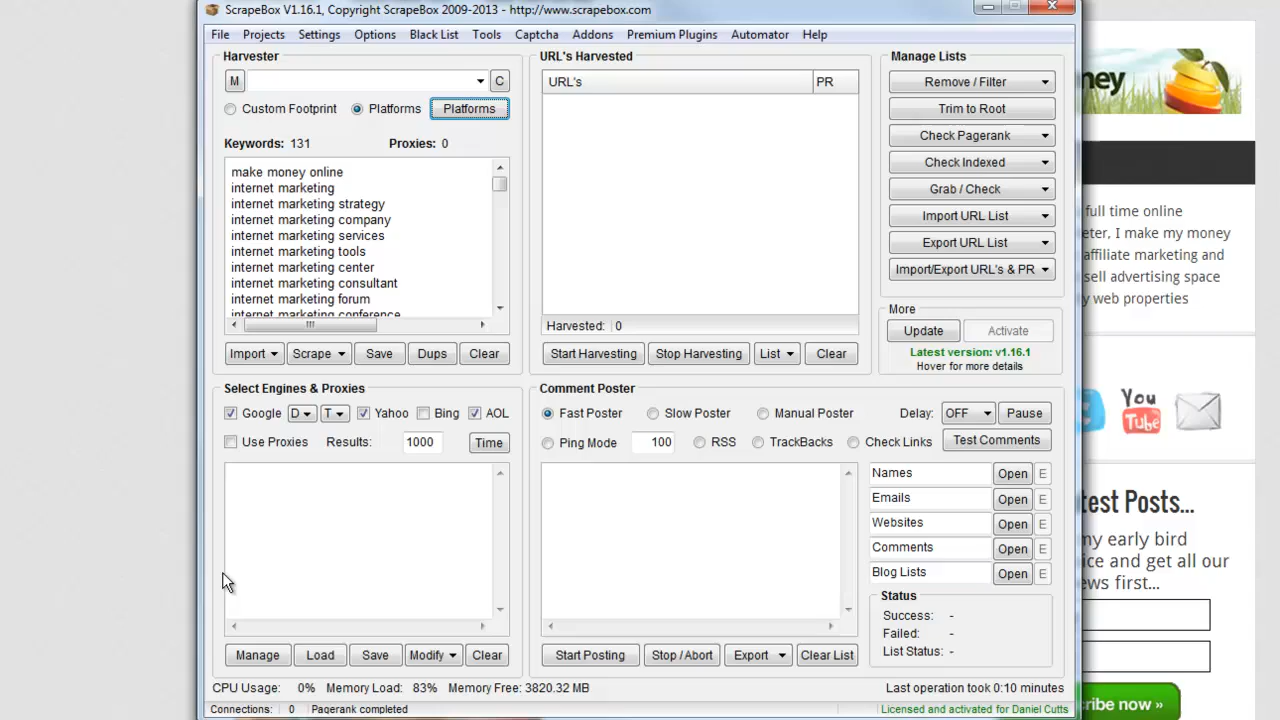 ScrapeBox V1.16.1, Copyright ScrapeBox 2009-2013 - http://www.scrapebox.com
File Projects Settings Options Black List Tools Captcha Addons Premium Plugins Automator Help
Harvester
M C
Custom Footprint Platforms Platforms
Keywords: 131 Proxies: 0
make money online
internet marketing
internet marketing strategy
internet marketing company
internet marketing services
internet marketing tools
internet marketing center
internet marketing consultant
internet marketing forum
internet marketing conference
Import Scrape Save Dups Clear
URL's Harvested
URL's PR
Harvested: 0
Start Harvesting Stop Harvesting List Clear
Manage Lists
Remove / Filter
Trim to Root
Check Pagerank
Check Indexed
Grab / Check
Import URL List
Export URL List
Import/Export URL's & PR
More
Update Activate
Latest version: v1.16.1
Hover for more details
Select Engines & Proxies
Google D T Yahoo Bing AOL
Use Proxies Results: 1000 Time
Manage Load Save Modify Clear
Comment Poster
Fast Poster Slow Poster Manual Poster Delay: OFF Pause
Ping Mode 100 RSS TrackBacks Check Links Test Comments
Names Open E
Emails Open E
Websites Open E
Comments Open E
Blog Lists Open E
Status
Success: -
Failed: -
List Status: -
Start Posting Stop / Abort Export Clear List
CPU Usage: 0% Memory Load: 83% Memory Free: 3820.32 MB Last operation took 0:10 minutes
Connections: 0 Pagerank completed Licensed and activated for Daniel Cutts
ney
full time online
eter, I make my money
affiliate marketing and
sell advertising space
y web properties
You
Tube
test Posts...
my early bird
ice and get all our
ews first...
cribe now »